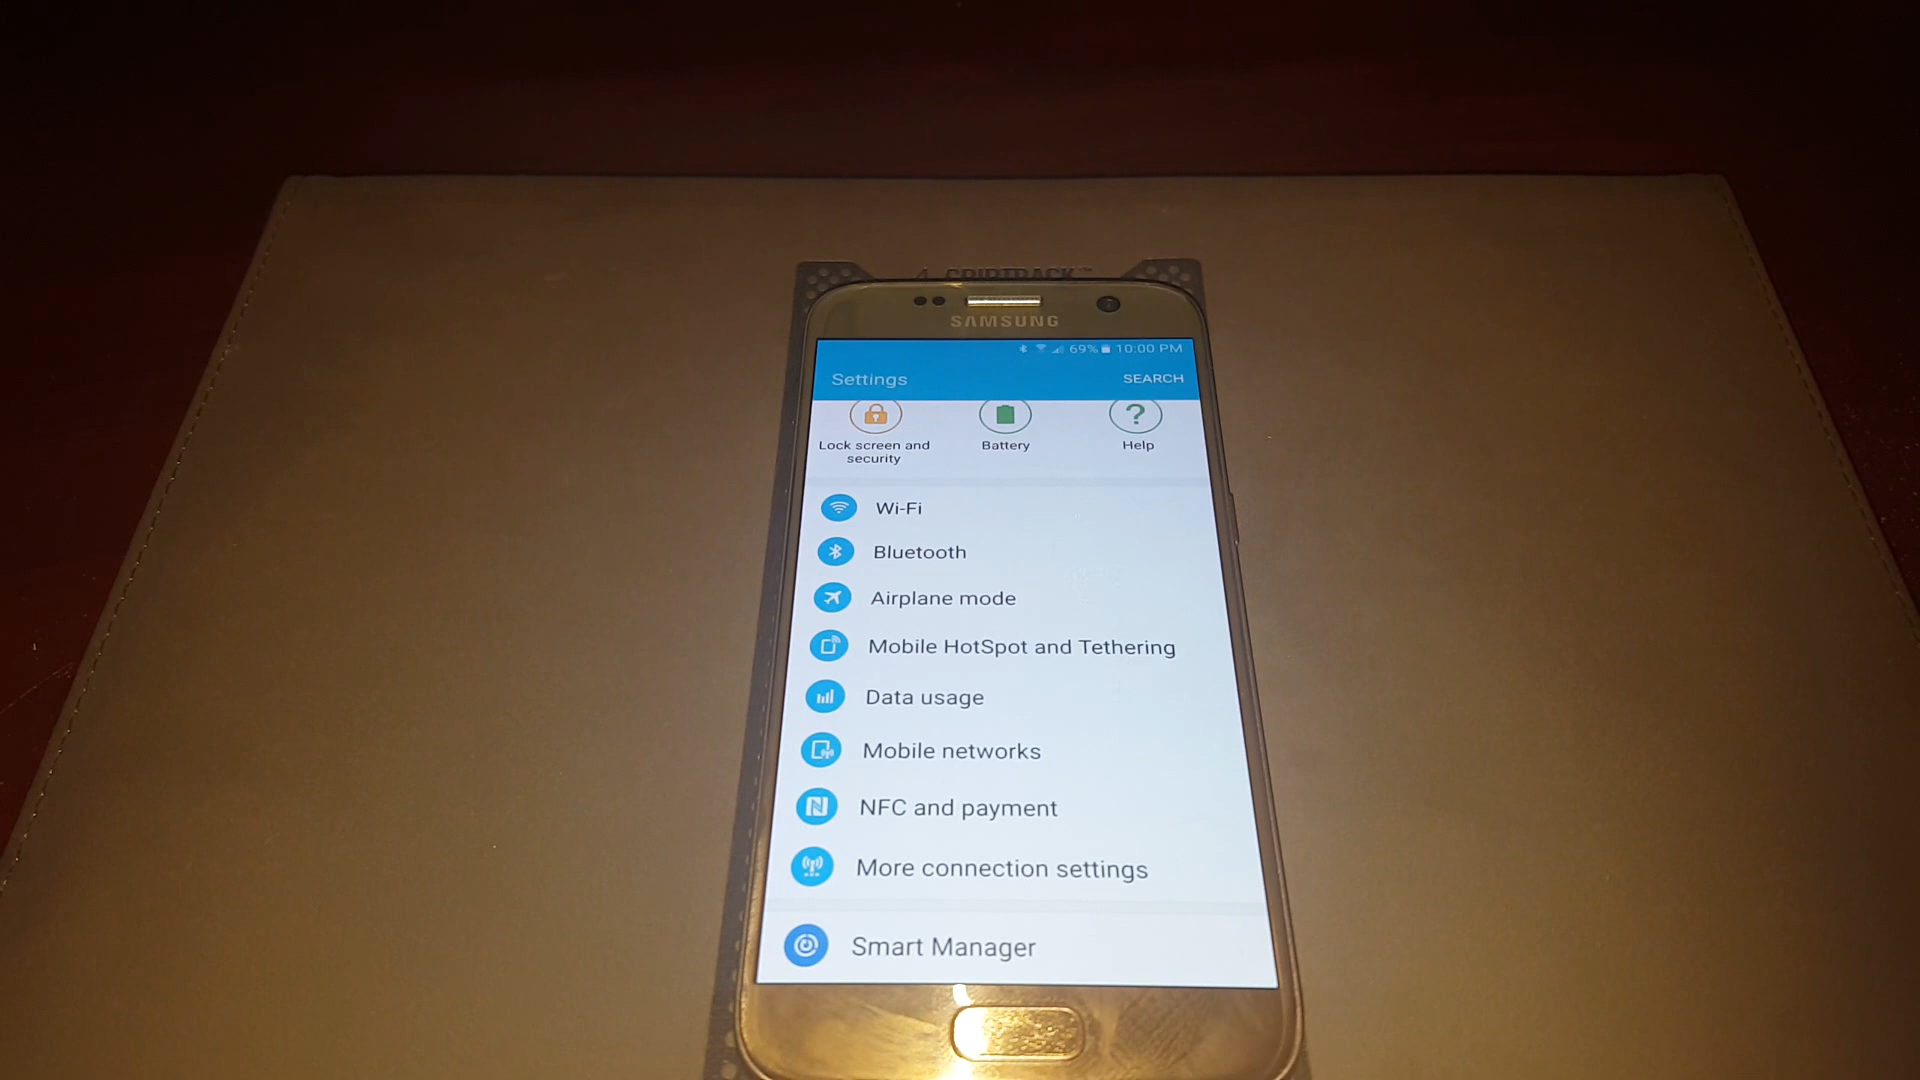 SAMSUNG
69% 10:00 PM
Settings
SEARCH
Lock screen and
security
Battery
Help
Wi-Fi
Bluetooth
Airplane mode
Mobile HotSpot and Tethering
Data usage
Mobile networks
NFC and payment
More connection settings
Smart Manager